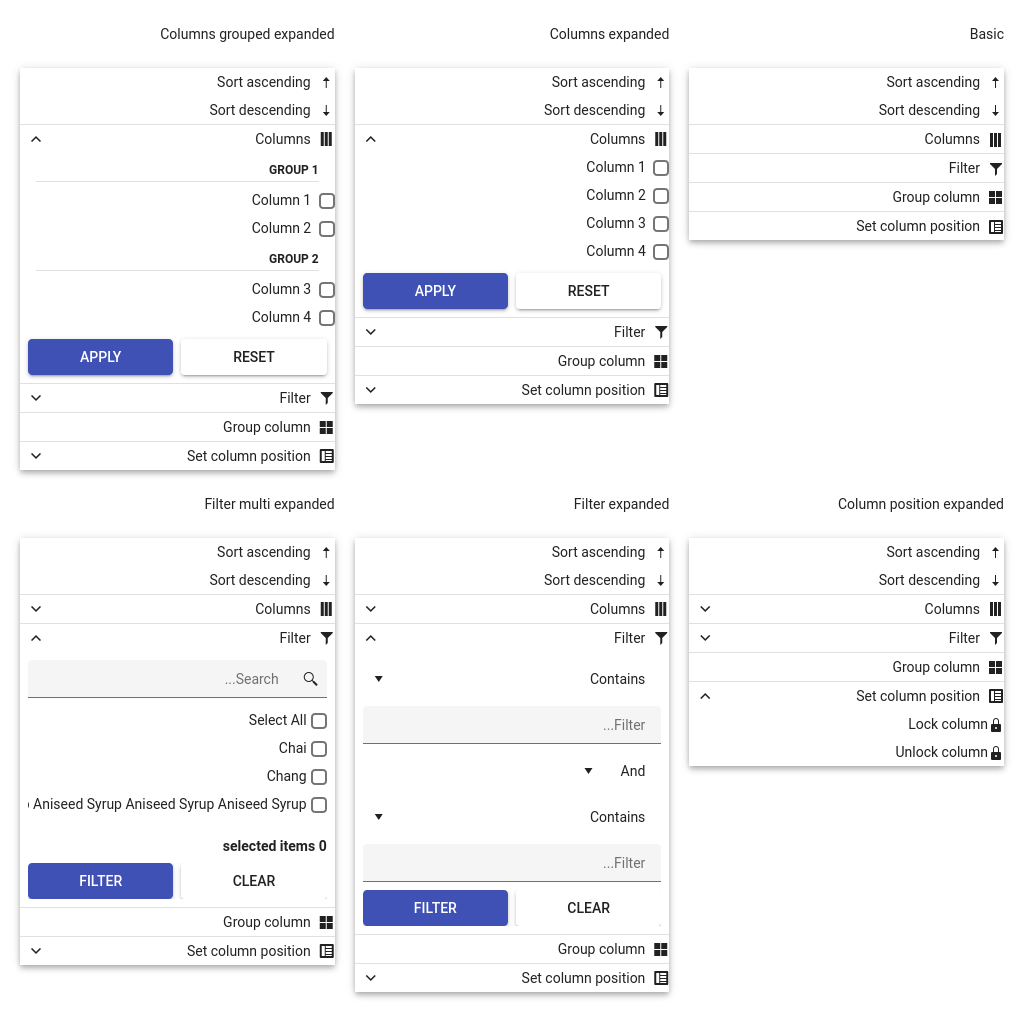 Columns grouped expanded
Sort ascending
Sort descending
Columns
GROUP 1
Column 1
Column 2
GROUP 2
Column 3
Column 4
APPLY
RESET
Filter
Group column
Set column position
Columns expanded
Sort ascending
Sort descending
Columns
Column 1
Column 2
Column 3
Column 4
APPLY
RESET
Filter
Group column
Set column position
Basic
Sort ascending
Sort descending
Columns
Filter
Group column
Set column position
Filter multi expanded
Sort ascending
Sort descending
Columns
Filter
...Search
Select All
Chai
Chang
Aniseed Syrup Aniseed Syrup Aniseed Syrup
selected items 0
FILTER
CLEAR
Group column
Set column position
Filter expanded
Sort ascending
Sort descending
Columns
Filter
Contains
...Filter
And
Contains
...Filter
FILTER
CLEAR
Group column
Set column position
Column position expanded
Sort ascending
Sort descending
Columns
Filter
Group column
Set column position
Lock column
Unlock column